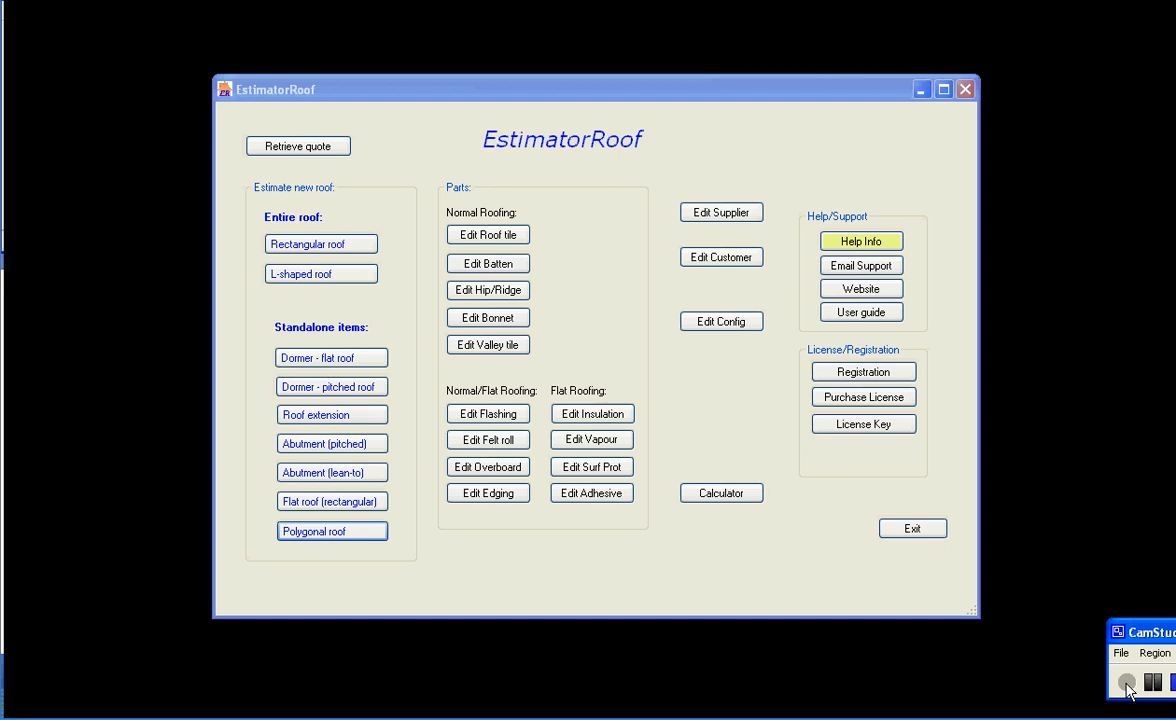 EstimatorRoof
EstimatorRoof
Retrieve quote
Estimate new roof:
Entire roof:
Rectangular roof
L-shaped roof
Standalone items:
Dormer - flat roof
Dormer - pitched roof
Roof extension
Abutment (pitched)
Abutment (lean-to)
Flat roof (rectangular)
Polygonal roof
Parts:
Normal Roofing:
Edit Roof tile
Edit Batten
Edit Hip/Ridge
Edit Bonnet
Edit Valley tile
Normal/Flat Roofing:
Edit Flashing
Edit Felt roll
Edit Overboard
Edit Edging
Flat Roofing:
Edit Insulation
Edit Vapour
Edit Surf Prot
Edit Adhesive
Edit Supplier
Edit Customer
Edit Config
Calculator
Help/Support
Help Info
Email Support
Website
User guide
License/Registration
Registration
Purchase License
License Key
Exit
CamStuc
File Region